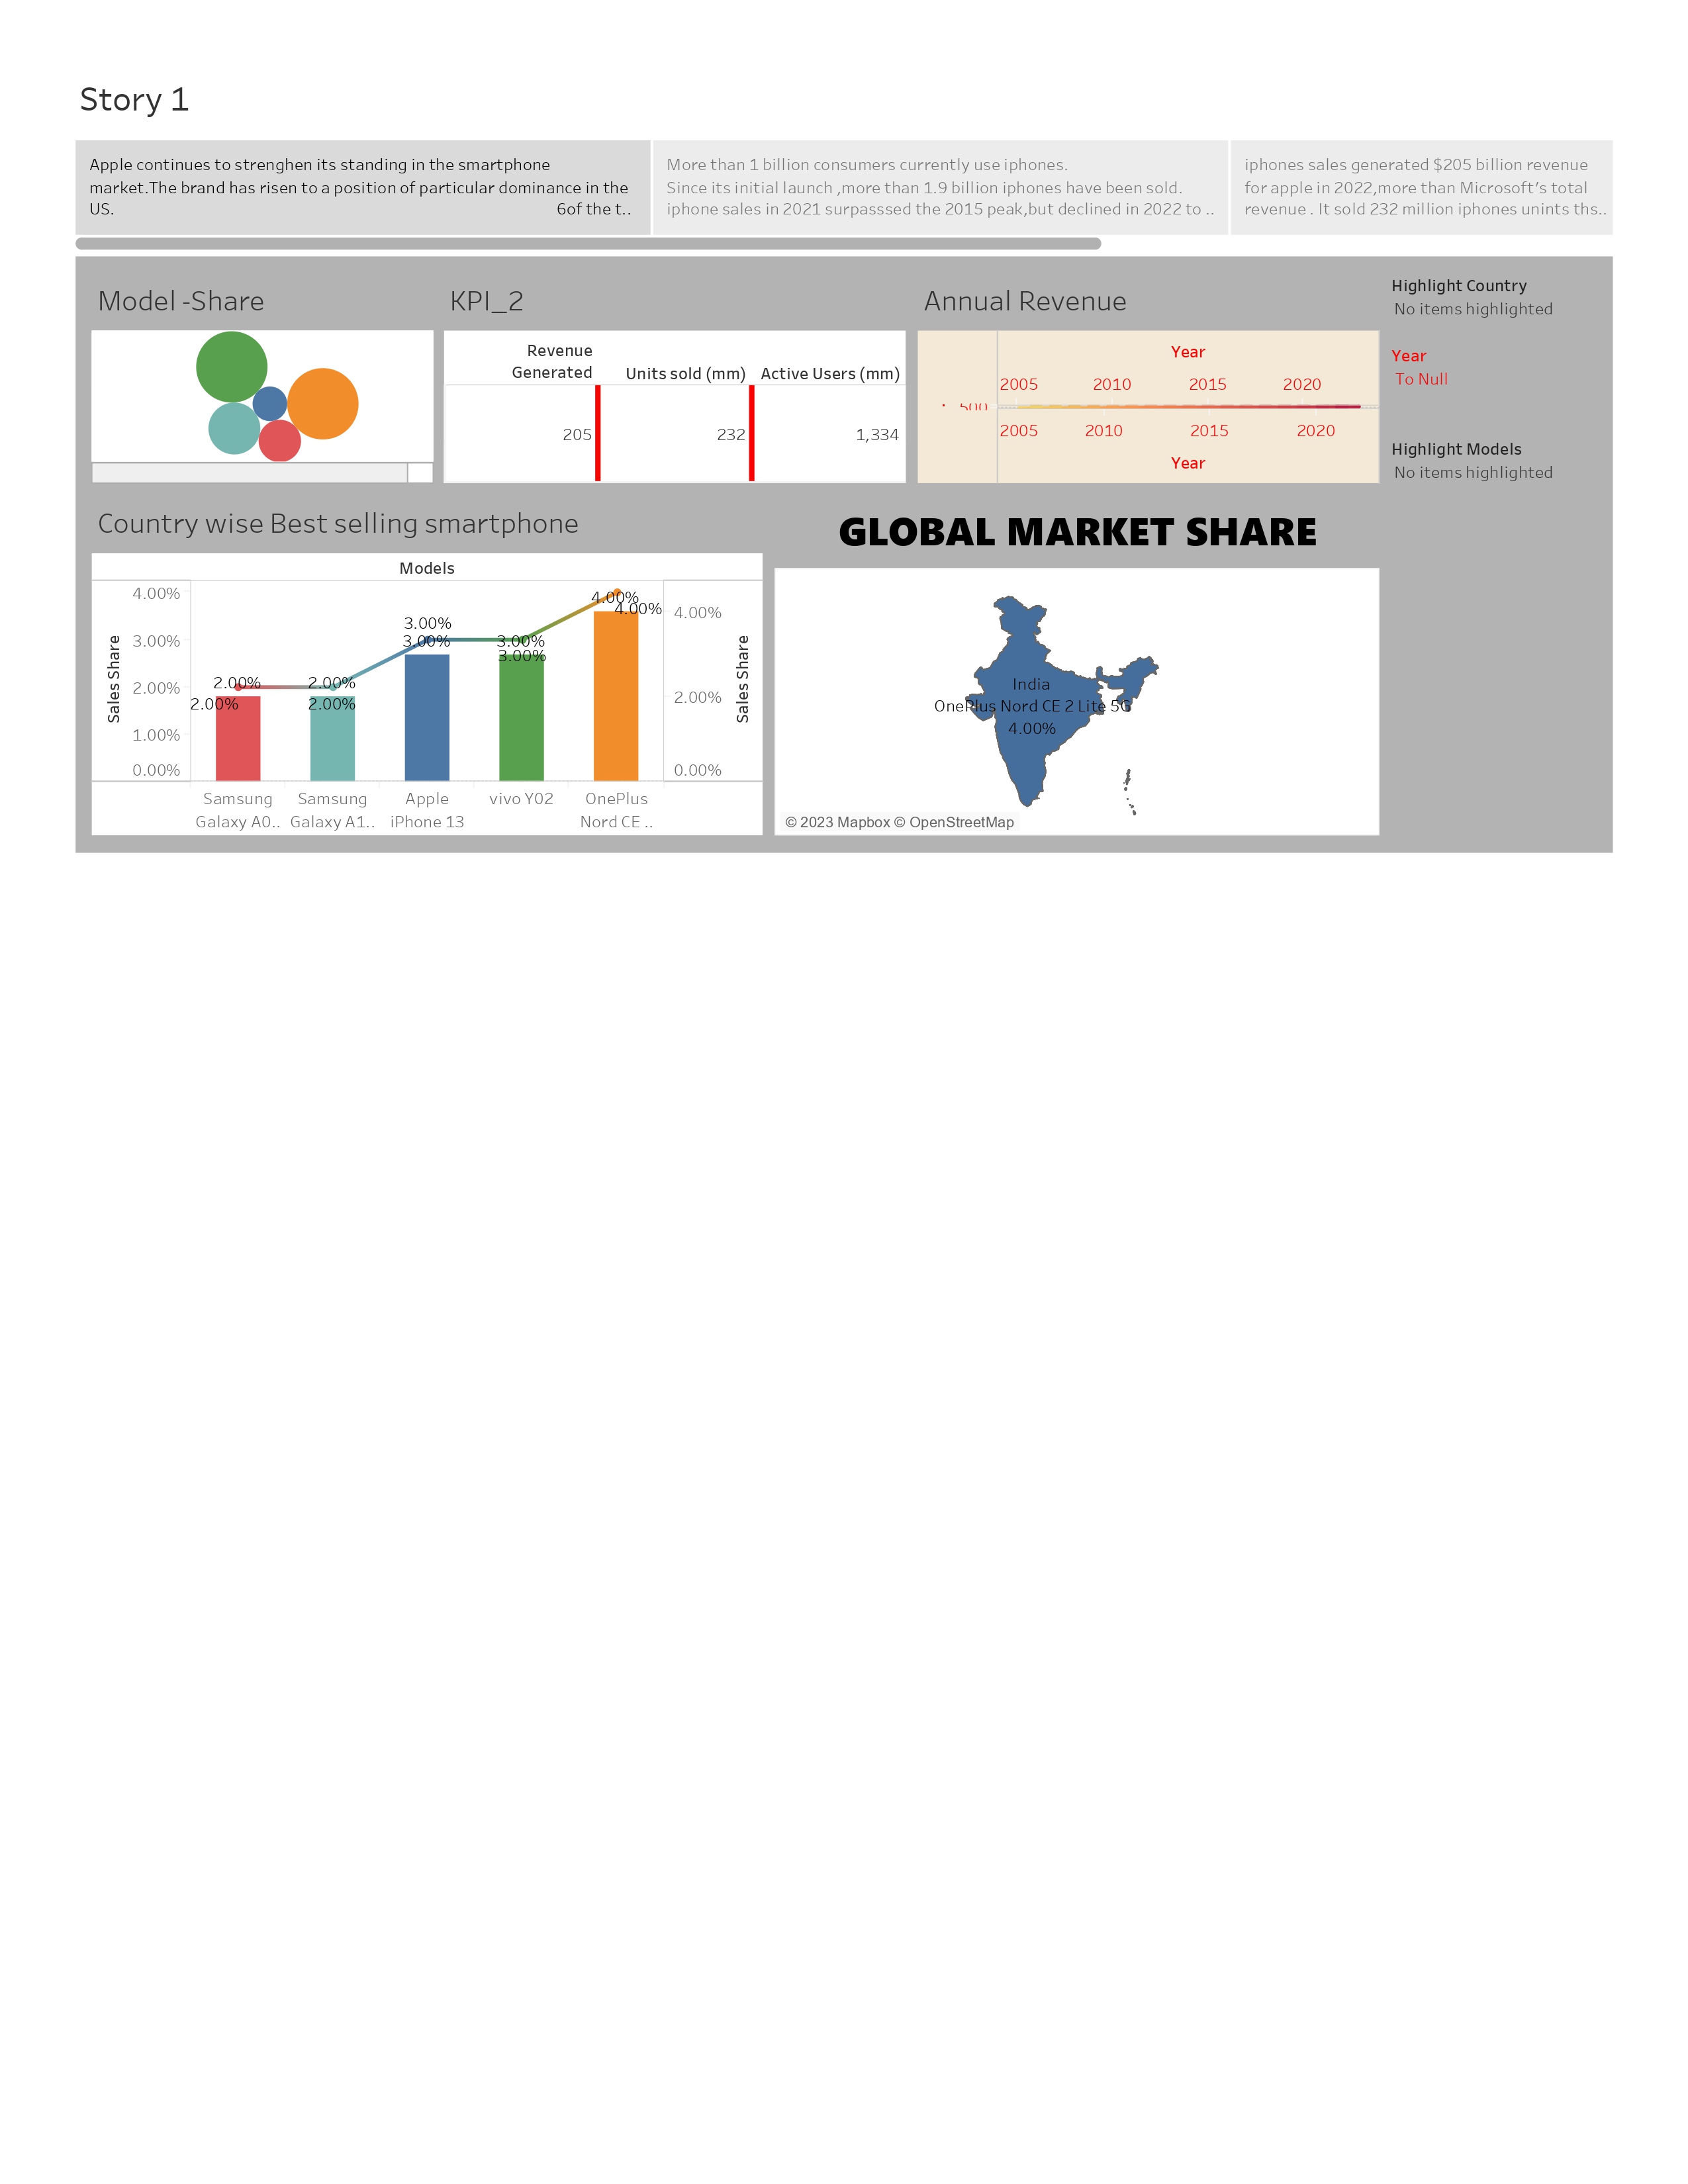 Story 1
Apple continues to strenghen its standing in the smartphone
market.The brand has risen to a position of particular dominance in the
US. 6of the t..
More than 1 billion consumers currently use iphones.
Since its initial launch ,more than 1.9 billion iphones have been sold.
iphone sales in 2021 surpasssed the 2015 peak,but declined in 2022 to ..
iphones sales generated $205 billion revenue
for apple in 2022,more than Microsoft's total
revenue . It sold 232 million iphones unints ths..
Model -Share
KPI_2
Revenue
Generated
Units sold (mm)
Active Users (mm)
205
232
1,334
Annual Revenue
Year
2005 2010 2015 2020
2005 2010 2015 2020
Year
Highlight Country
No items highlighted
Year
To Null
Highlight Models
No items highlighted
Country wise Best selling smartphone
Models
Sales Share
4.00%
3.00%
2.00%
1.00%
0.00%
2.00%
2.00%
2.00%
2.00%
3.00%
3.00%
3.00%
3.00%
4.00%
4.00%
4.00%
2.00%
0.00%
Sales Share
Samsung
Galaxy A0..
Samsung
Galaxy A1..
Apple
iPhone 13
vivo Y02
OnePlus
Nord CE ..
GLOBAL MARKET SHARE
India
OnePlus Nord CE 2 Lite 5G
4.00%
© 2023 Mapbox © OpenStreetMap